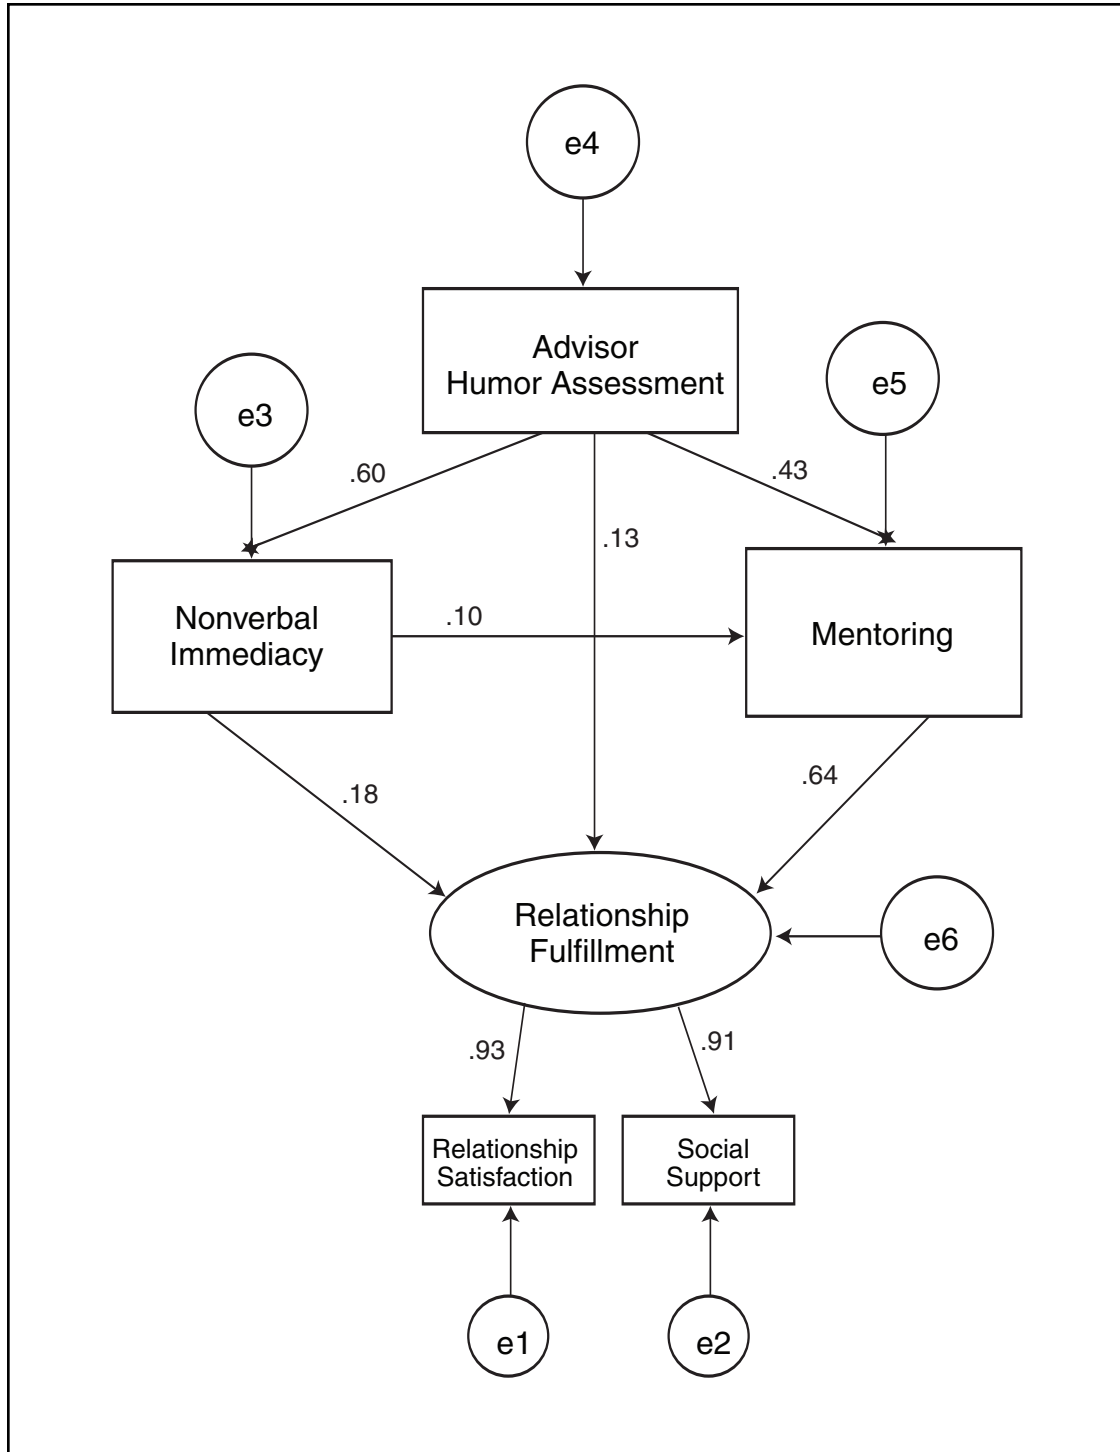 e4
Advisor
Humor Assessment
e5
e3
.60
.43
.13
Nonverbal
Immediacy
.10
Mentoring
.18
.64
Relationship
Fulfillment
e6
.93
.91
Relationship
Satisfaction
Social
Support
e1
e2